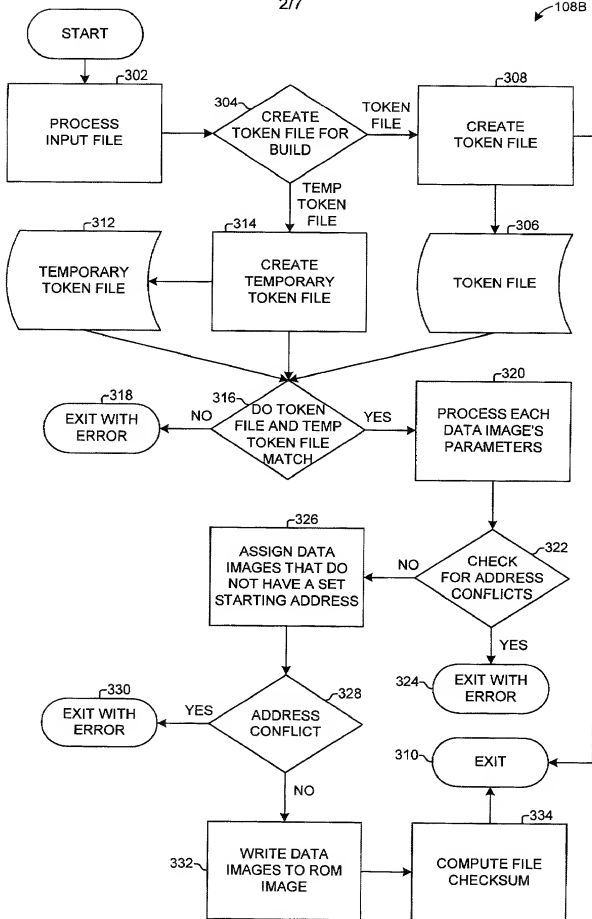 2/7
108B
START
302
PROCESS
INPUT FILE
304
CREATE
TOKEN FILE FOR
BUILD
TOKEN
FILE
308
CREATE
TOKEN FILE
TEMP
TOKEN
FILE
312
TEMPORARY
TOKEN FILE
314
CREATE
TEMPORARY
TOKEN FILE
306
TOKEN FILE
318
EXIT WITH
ERROR
NO
316
DO TOKEN
FILE AND TEMP
TOKEN FILE
MATCH
YES
320
PROCESS EACH
DATA IMAGE'S
PARAMETERS
326
ASSIGN DATA
IMAGES THAT DO
NOT HAVE A SET
STARTING ADDRESS
NO
322
CHECK
FOR ADDRESS
CONFLICTS
YES
324
EXIT WITH
ERROR
330
EXIT WITH
ERROR
YES
328
ADDRESS
CONFLICT
310
EXIT
NO
332
WRITE DATA
IMAGES TO ROM
IMAGE
334
COMPUTE FILE
CHECKSUM